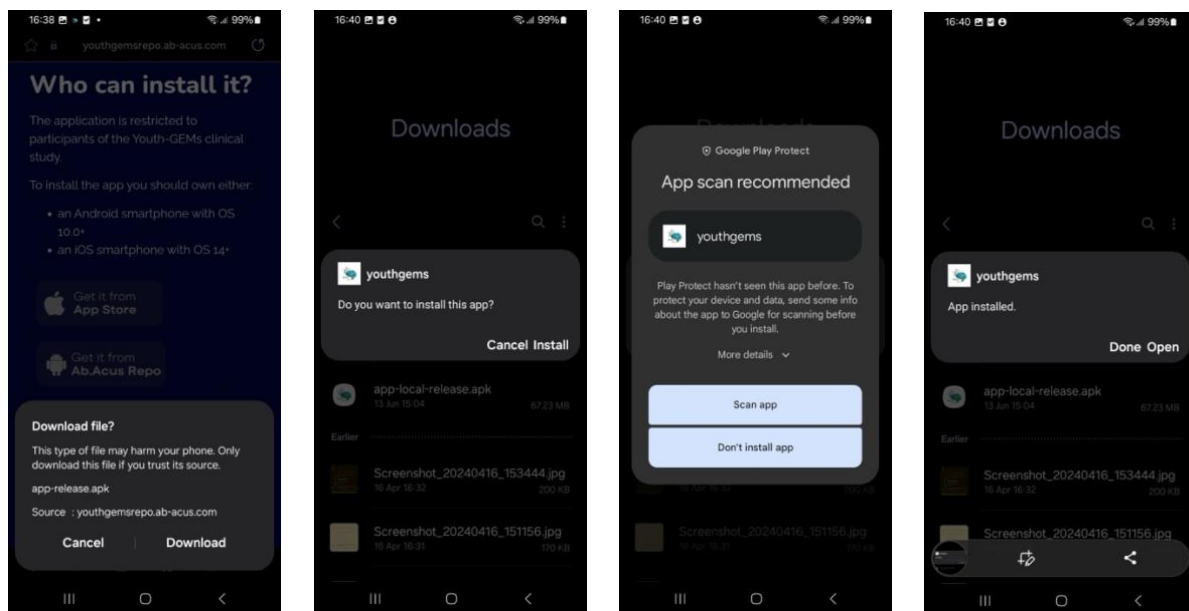 16:38
99%
youthgemsrepo.ab-acus.com
Who can install it?
The application is restricted to
participants of the Youth-GEMs clinical
study.
To install the app you should own either:
• an Android smartphone with OS
10.0+
• an iOS smartphone with OS 14+
Get it from
App Store
Get it from
Ab.Acus Repo
Download file?
This type of file may harm your phone. Only
download this file if you trust its source.
app-release.apk
Source : youthgemsrepo.ab-acus.com
Cancel Download
16:40
99%
Downloads
youthgems
Do you want to install this app?
Cancel Install
app-local-release.apk
13 Jun 15:04 67.23 MB
Earlier
Screenshot_20240416_153444.jpg
16 Apr 16:32 200 KB
Screenshot_20240416_151156.jpg
16 Apr 16:31 170 KB
16:40
99%
Google Play Protect
App scan recommended
youthgems
Play Protect hasn't seen this app before. To
protect your device and data, send some info
about the app to Google for scanning before
you install.
More details
Scan app
Don't install app
Screenshot_20240416_151156.jpg
16 Apr 16:31 170 KB
16:40
99%
Downloads
youthgems
App installed.
Done Open
app-local-release.apk
13 Jun 15:04 67.23 MB
Earlier
Screenshot_20240416_153444.jpg
16 Apr 16:32 200 KB
Screenshot_20240416_151156.jpg